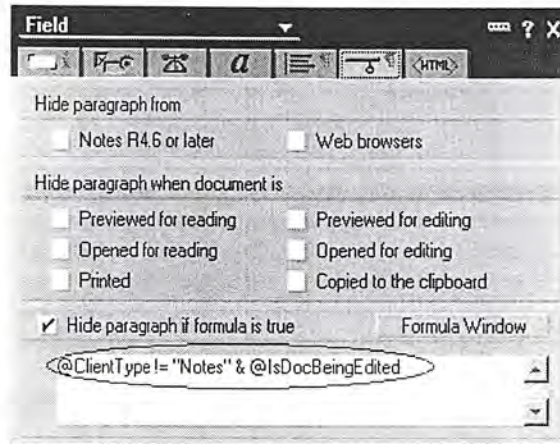 Field ? X
a <HTML>
Hide paragraph from
Notes R4.6 or later Web browsers
Hide paragraph when document is
Previewed for reading Previewed for editing
Opened for reading Opened for editing
Printed Copied to the clipboard
Hide paragraph if formula is true Formula Window
@ClientType != "Notes" & @IsDocBeingEdited